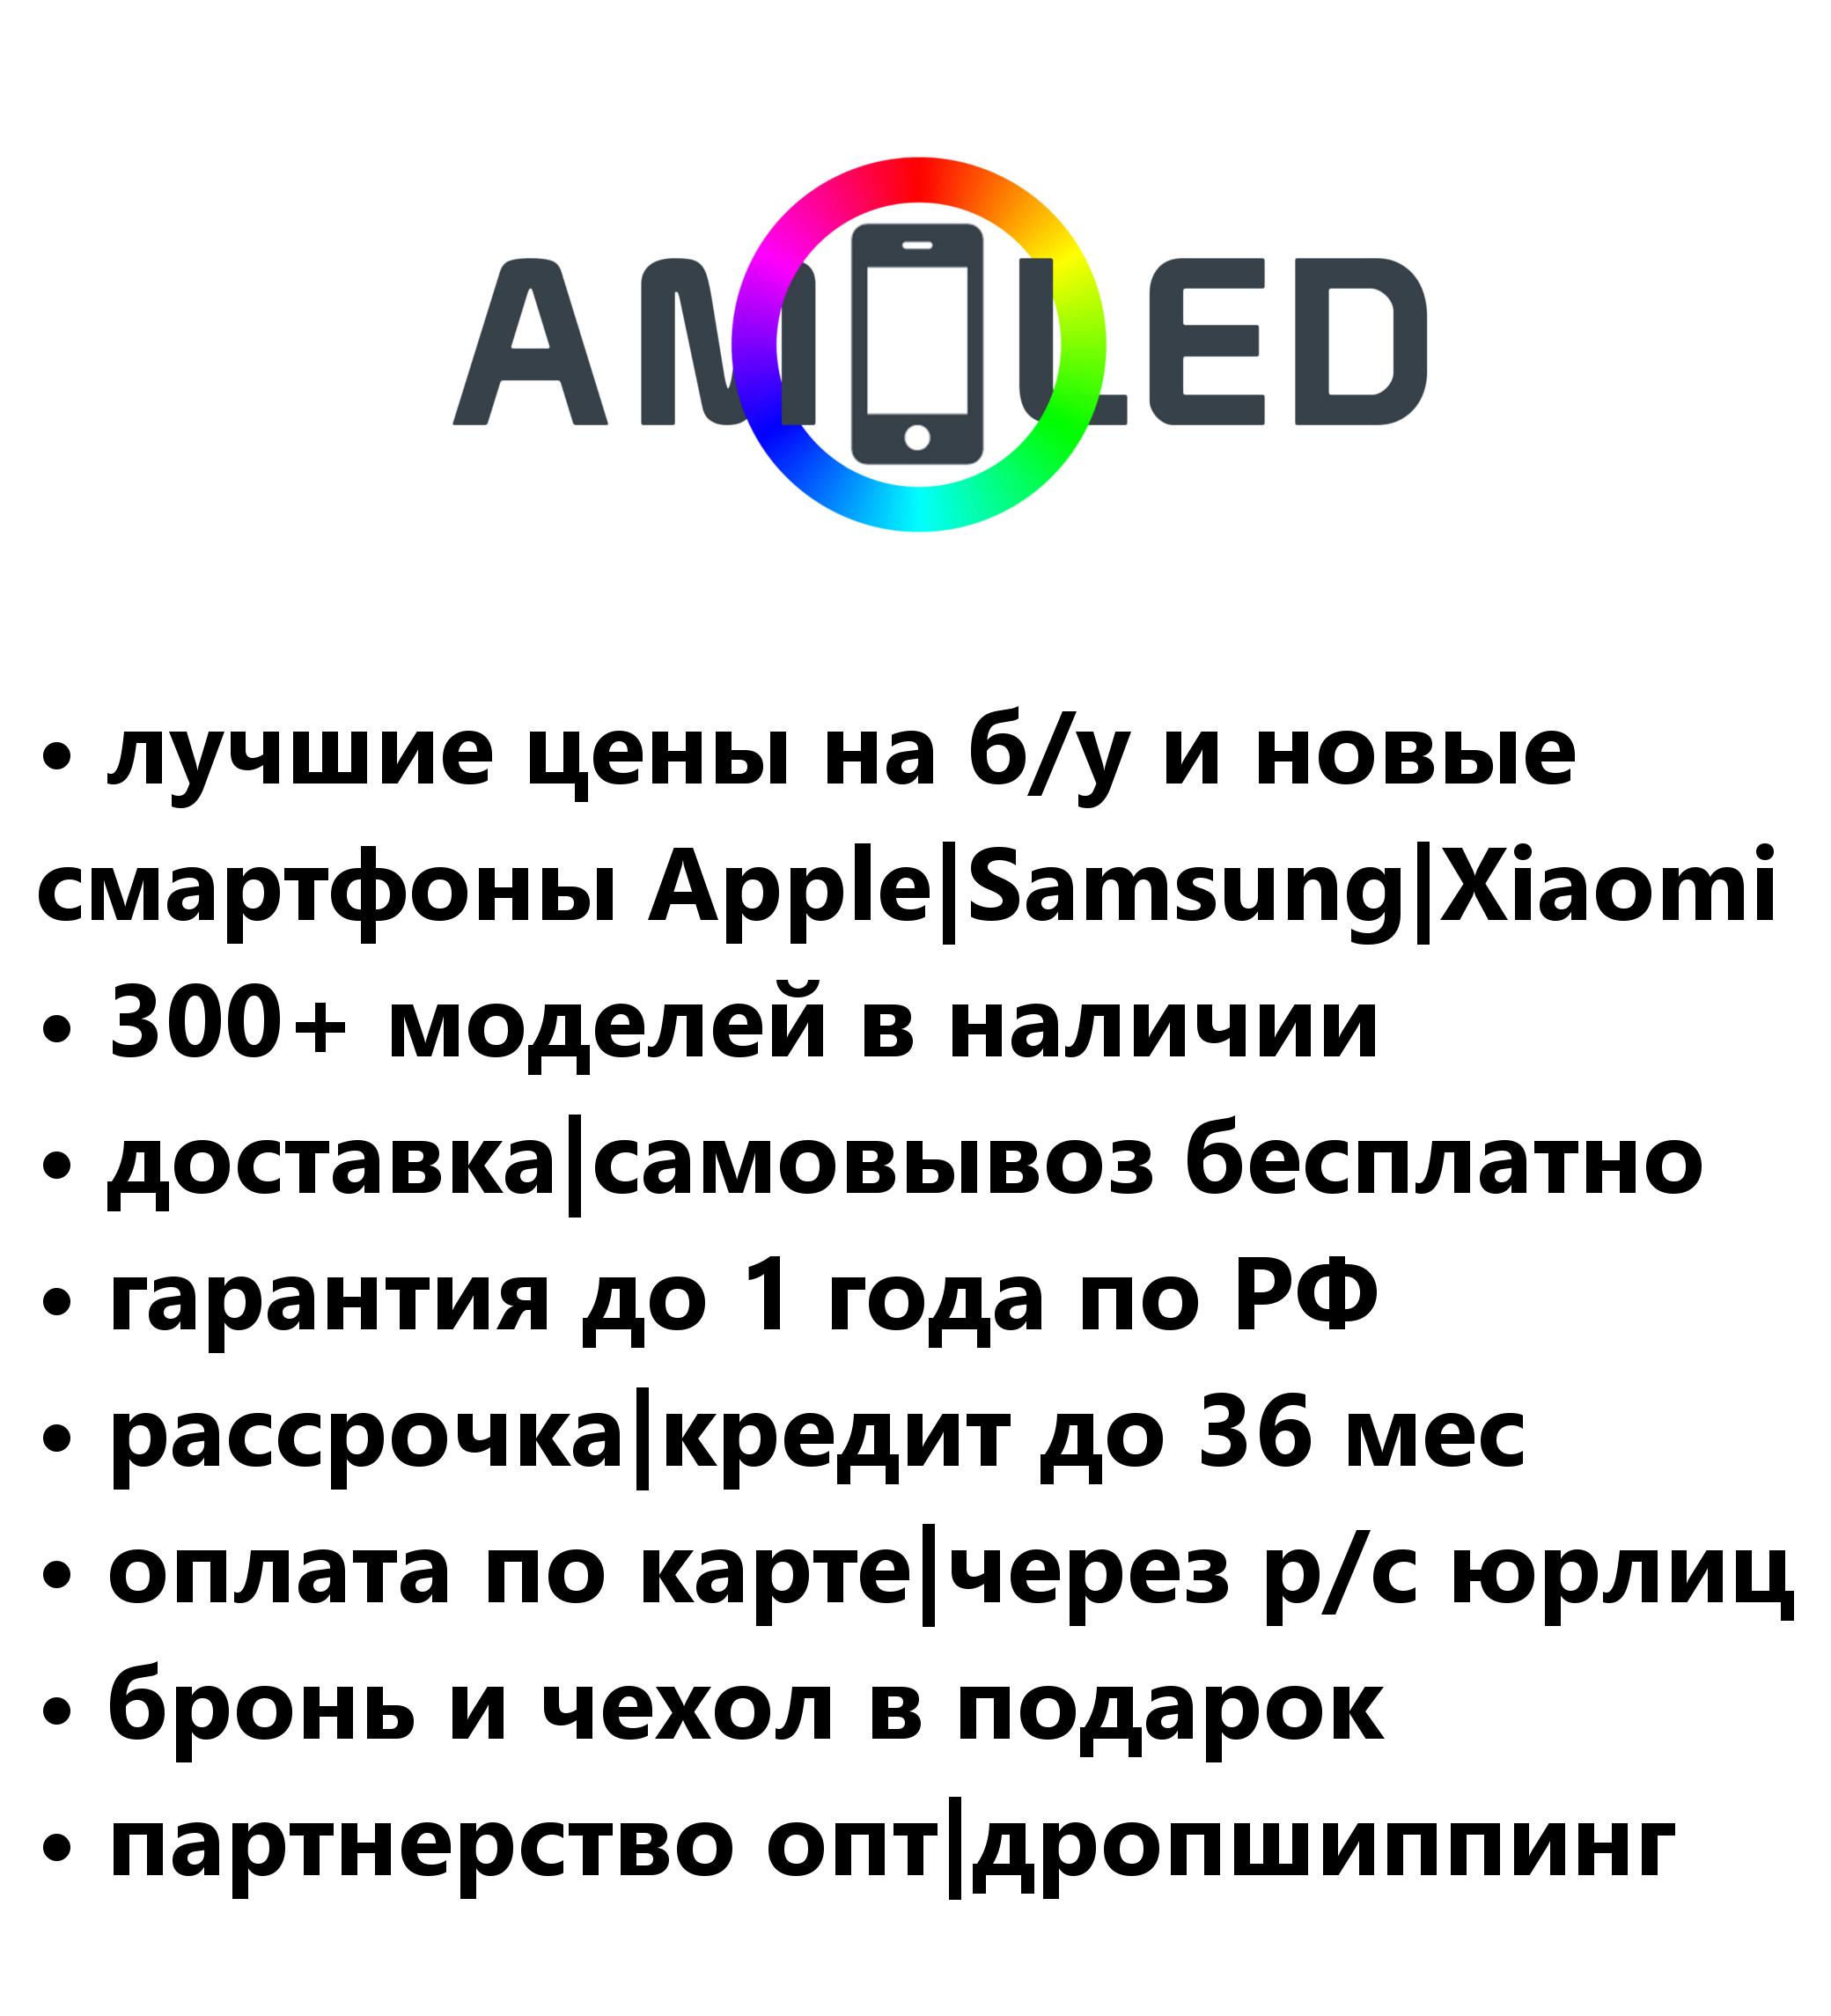 AMOLED
• лучшие цены на б/у и новые
смартфоны Apple|Samsung|Xiaomi
• 300+ моделей в наличии
• доставка|самовывоз бесплатно
• гарантия до 1 года по РФ
• рассрочка|кредит до 36 мес
• оплата по карте|через р/с юрлиц
• бронь и чехол в подарок
• партнерство опт|дропшиппинг